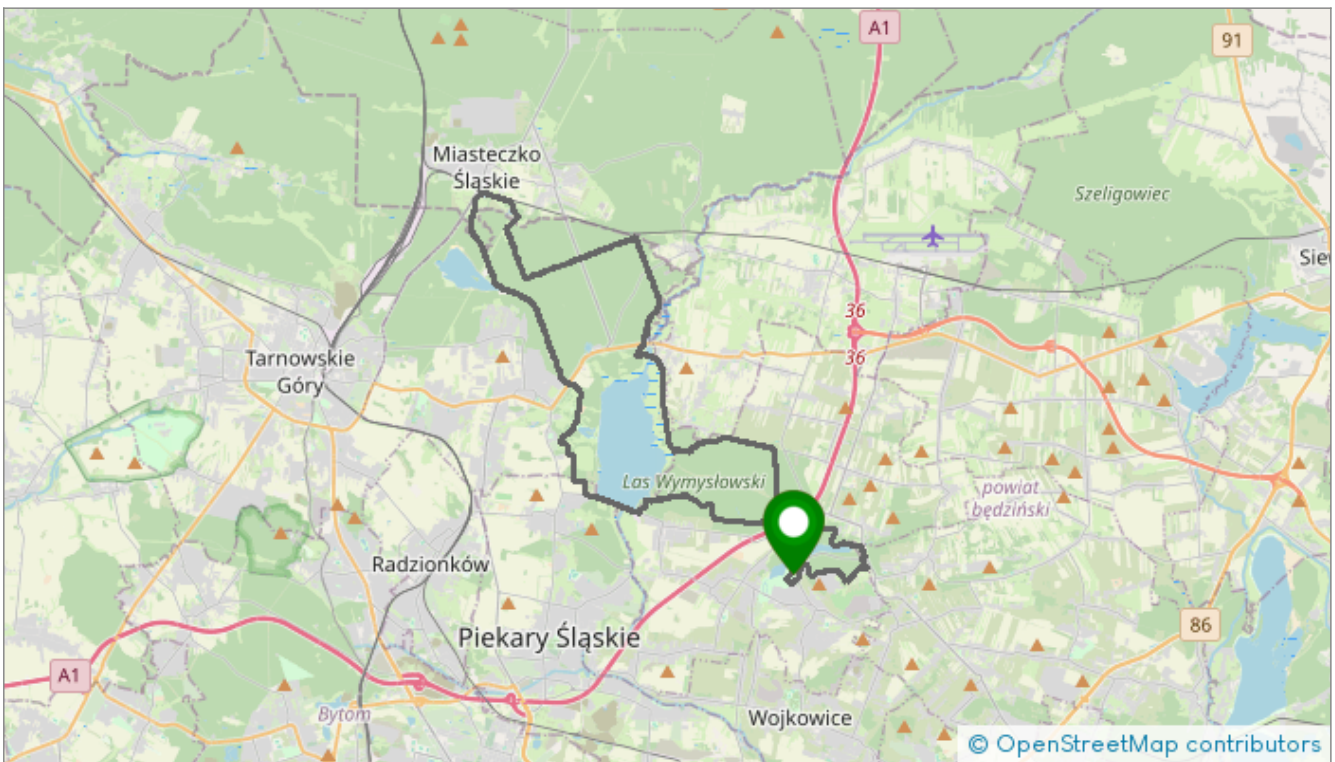 A1
91
Miasteczko
Śląskie
Szeligowiec
Siew
36
36
Tarnowskie
Góry
Las Wymysłowski
powiat
będziński
Radzionków
Piekary Śląskie
86
A1
Bytom
Wojkowice
© OpenStreetMap contributors